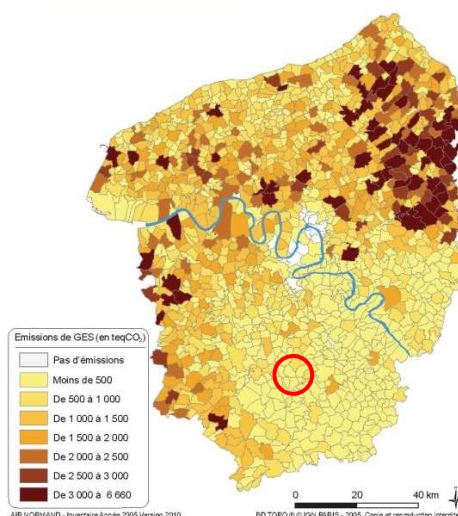 Emissions de GES (en teqCO₂)
Pas d'émissions
Moins de 500
De 500 à 1 000
De 1 000 à 1 500
De 1 500 à 2 000
De 2 000 à 2 500
De 2 500 à 3 000
De 3 000 à 6 660
0 20 40 km
AIR NORMAND - Inventaire Année 2005 Version 2010
BD TOPO ® © IGN PARIS - 2005 Copie et reproduction interdite